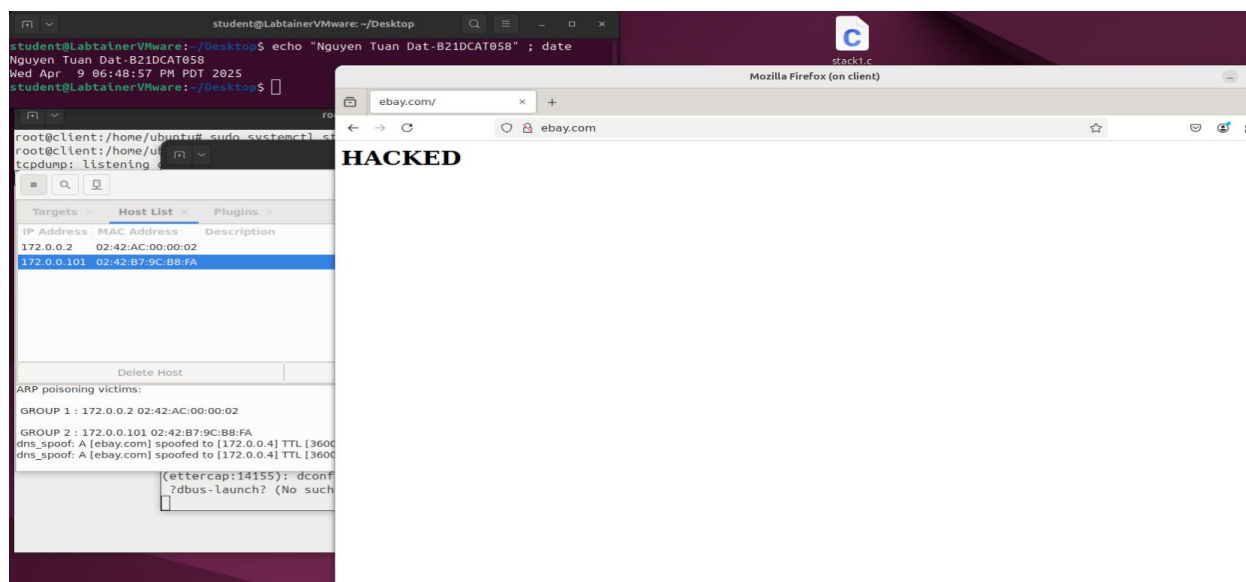 student@LabtainerVMware: ~/Desktop
student@LabtainerVMware:~/Desktop$ echo "Nguyen Tuan Dat-B21DCAT058" ; date
Nguyen Tuan Dat-B21DCAT058
Wed Apr 9 06:48:57 PM PDT 2025
student@LabtainerVMware:~/Desktop$
stack1.c
Mozilla Firefox (on client)
ebay.com/
ebay.com
HACKED
root@client:/home/ubuntu# sudo systemctl st
root@client:/home/u
tcpdump: listening
Targets
Host List
Plugins
IP Address MAC Address Description
172.0.0.2 02:42:AC:00:00:02
172.0.0.101 02:42:B7:9C:B8:FA
Delete Host
ARP poisoning victims:
GROUP 1 : 172.0.0.2 02:42:AC:00:00:02
GROUP 2 : 172.0.0.101 02:42:B7:9C:B8:FA
dns_spoof: A [ebay.com] spoofed to [172.0.0.4] TTL [3600
dns_spoof: A [ebay.com] spoofed to [172.0.0.4] TTL [3600
(ettercap:14155): dconf
?dbus-launch? (No such